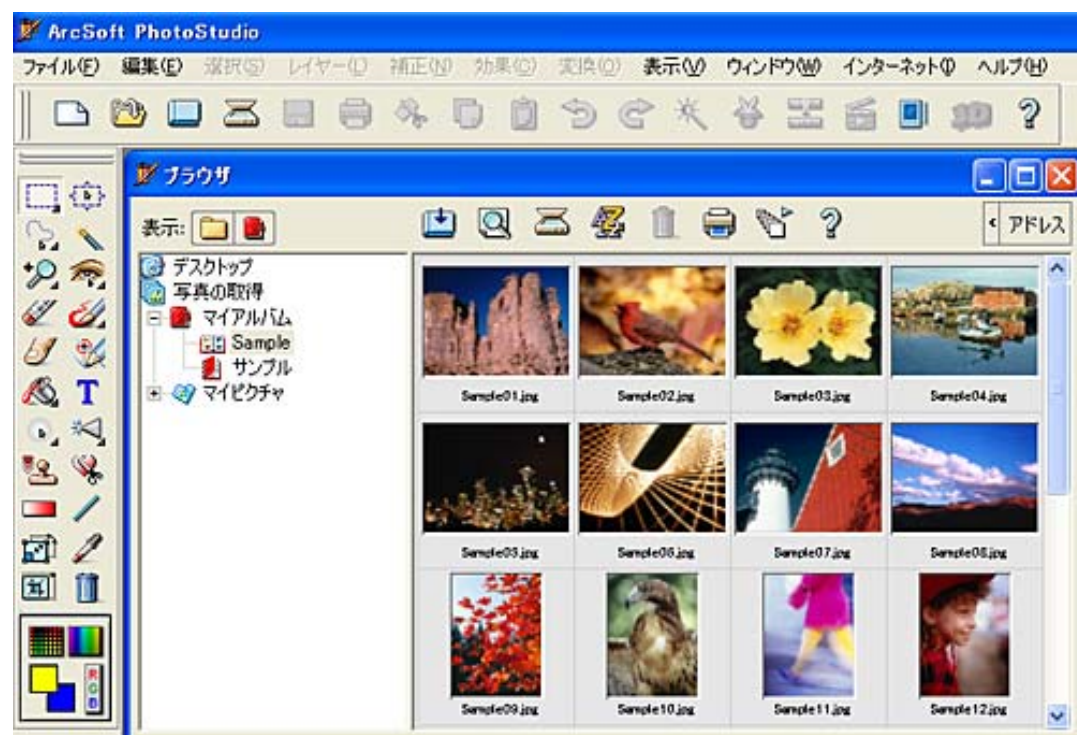 ArcSoft PhotoStudio
ファイル(F) 編集(E) 選択(S) レイヤー(L) 補正(N) 効果(C) 変換(O) 表示(V) ウィンドウ(W) インターネット(I) ヘルプ(H)
ブラウザ
表示:
アドレス
デスクトップ
写真の取得
マイアルバム
Sample
サンプル
マイピクチャ
Sample01.jpg Sample02.jpg Sample03.jpg Sample04.jpg
Sample05.jpg Sample06.jpg Sample07.jpg Sample08.jpg
Sample09.jpg Sample10.jpg Sample11.jpg Sample12.jpg
T
RGB